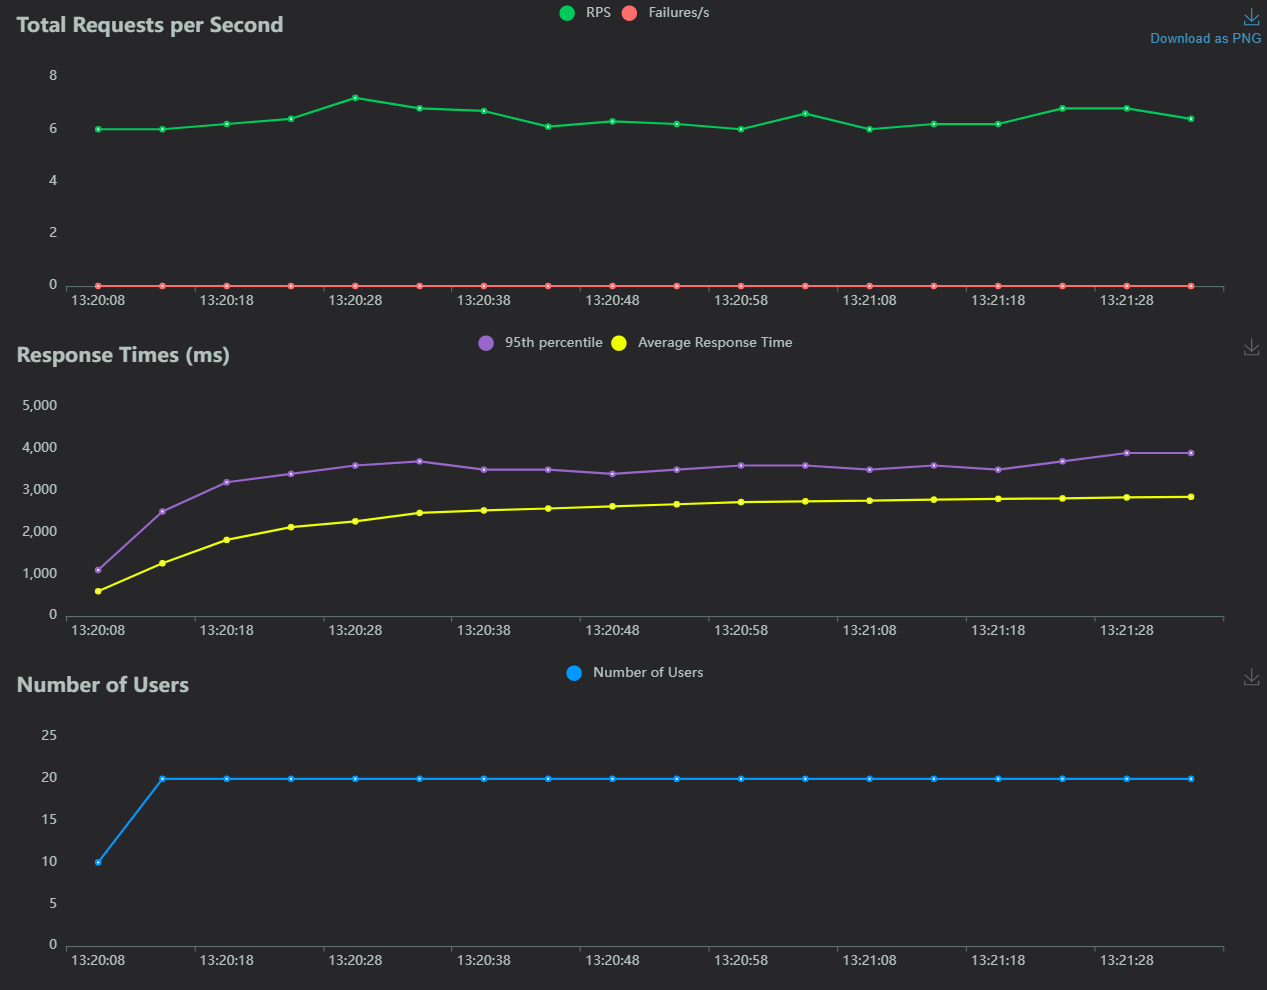 Total Requests per Second
RPS Failures/s
Download as PNG
8
6
4
2
0
13:20:08 13:20:18 13:20:28 13:20:38 13:20:48 13:20:58 13:21:08 13:21:18 13:21:28
Response Times (ms)
95th percentile Average Response Time
5,000
4,000
3,000
2,000
1,000
0
13:20:08 13:20:18 13:20:28 13:20:38 13:20:48 13:20:58 13:21:08 13:21:18 13:21:28
Number of Users
Number of Users
25
20
15
10
5
0
13:20:08 13:20:18 13:20:28 13:20:38 13:20:48 13:20:58 13:21:08 13:21:18 13:21:28